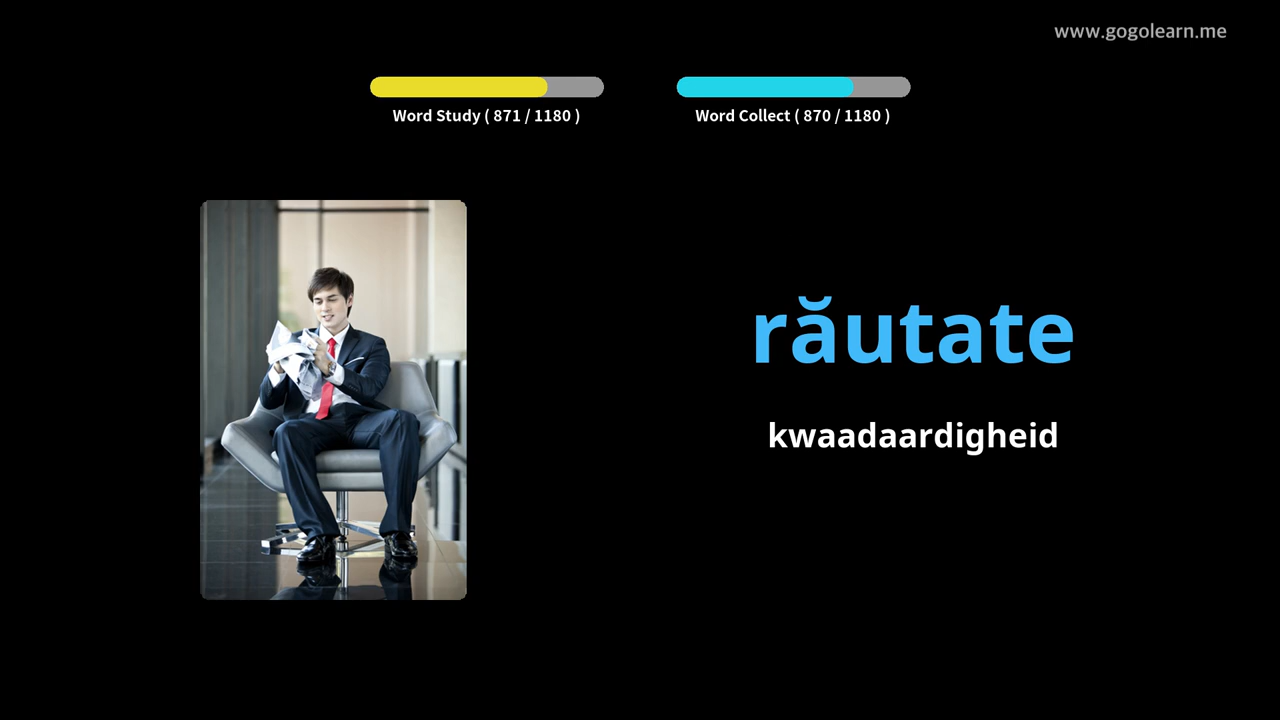 www.gogolearn.me
Word Study ( 871 / 1180 )
Word Collect ( 870 / 1180 )
răutate
kwaadaardigheid